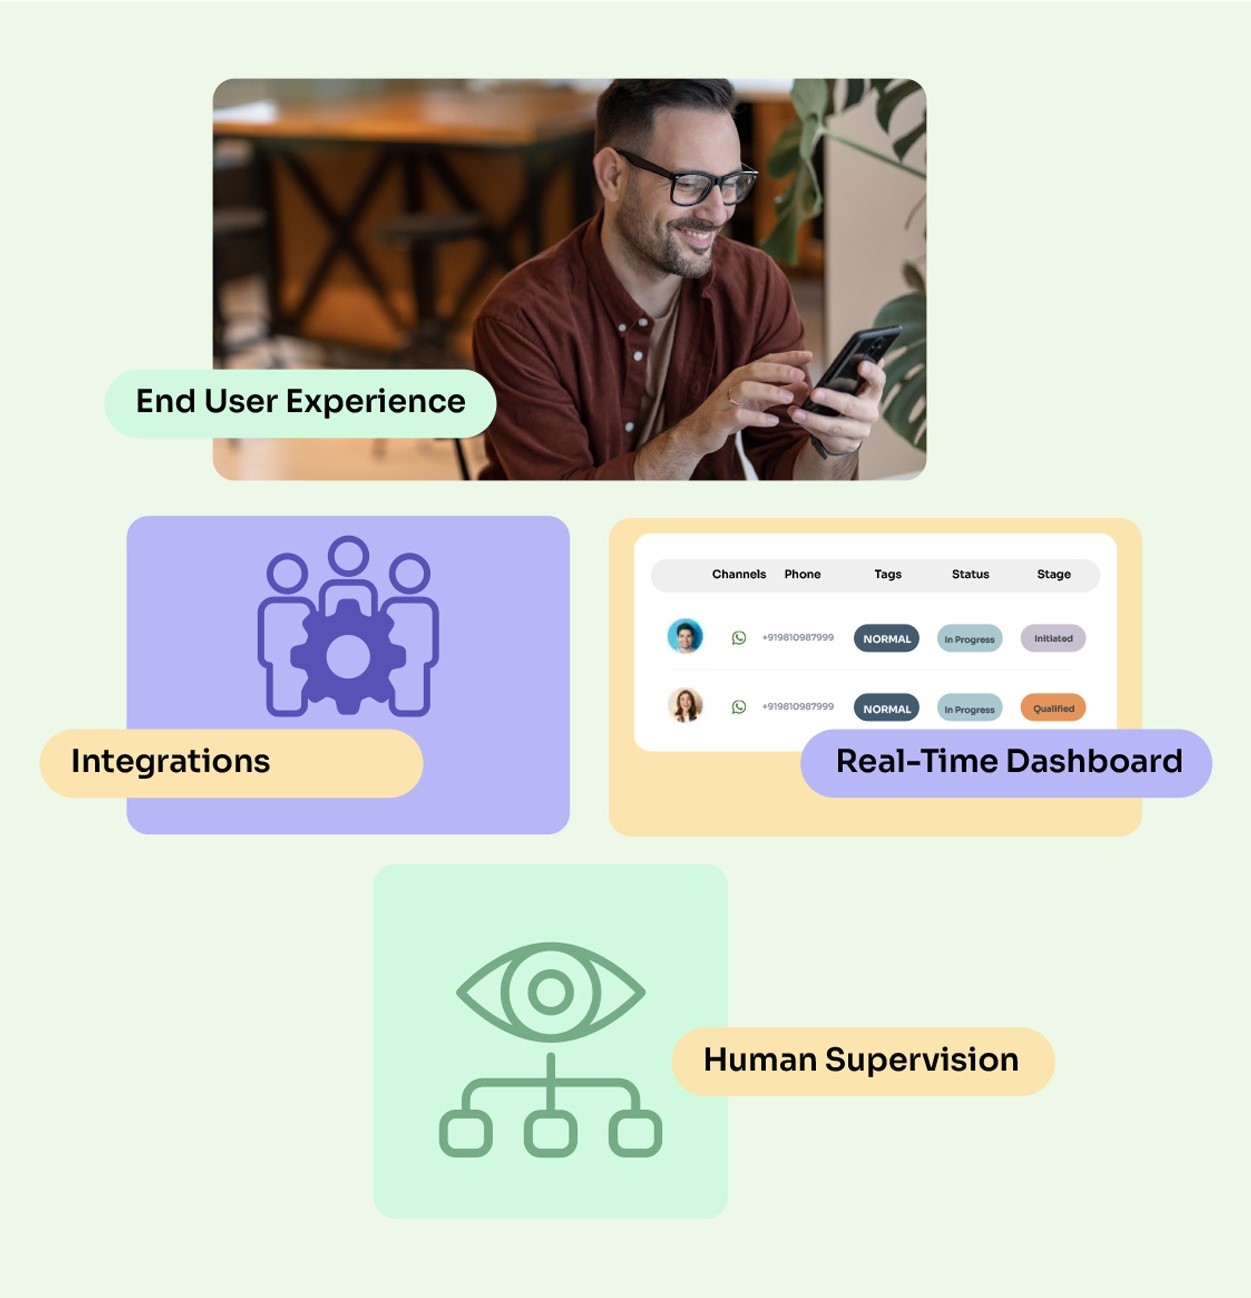 End User Experience
Channels Phone Tags Status Stage
+919810987999 NORMAL In Progress Initiated
+919810987999 NORMAL In Progress Qualified
Integrations
Real-Time Dashboard
Human Supervision